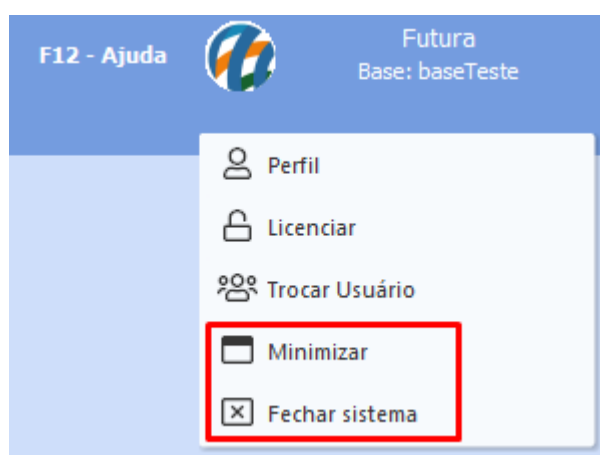 F12 - Ajuda
Futura
Base: baseTeste
Perfil
Licenciar
Trocar Usuário
Minimizar
Fechar sistema